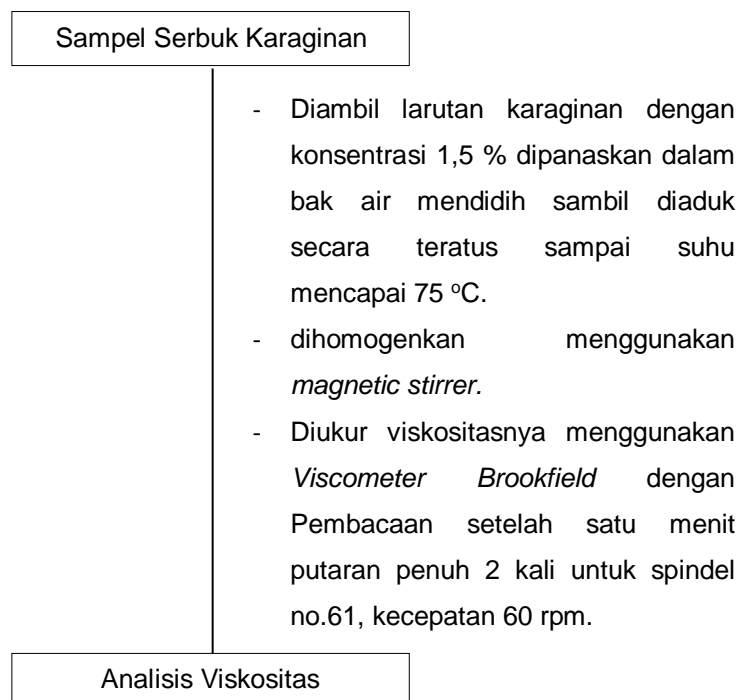 Sampel Serbuk Karaginan
- Diambil larutan karaginan dengan
konsentrasi 1,5 % dipanaskan dalam
bak air mendidih sambil diaduk
secara teratus sampai suhu
mencapai 75 °C.
- dihomogenkan menggunakan
magnetic stirrer.
- Diukur viskositasnya menggunakan
Viscometer Brookfield dengan
Pembacaan setelah satu menit
putaran penuh 2 kali untuk spindel
no.61, kecepatan 60 rpm.
Analisis Viskositas